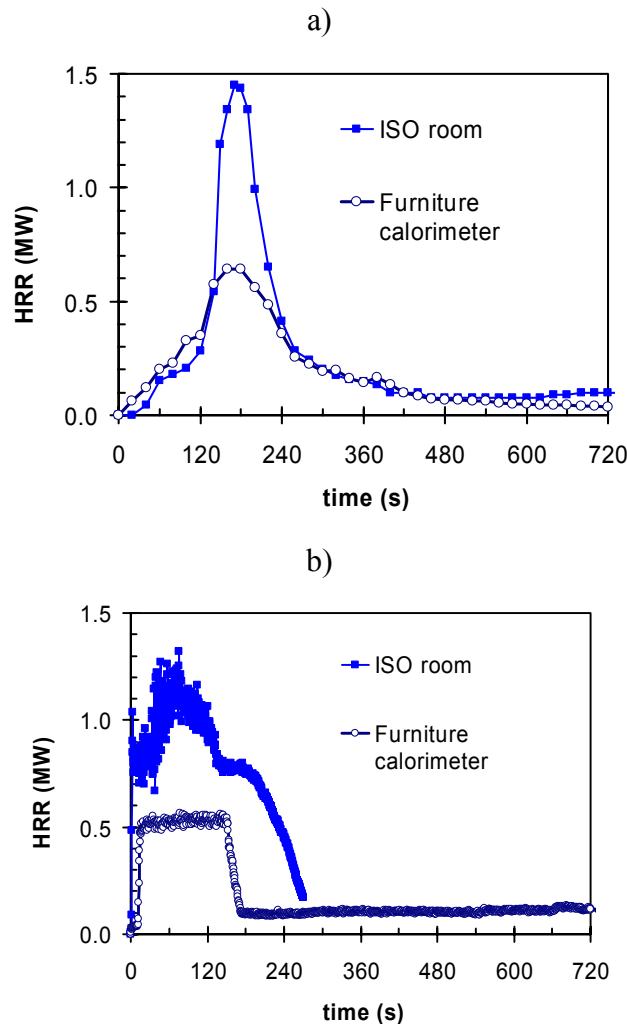 a)
1.5
1.0
0.5
0.0
HRR (MW)
ISO room
Furniture
calorimeter
0 120 240 360 480 600 720
time (s)
b)
1.5
1.0
0.5
0.0
HRR (MW)
ISO room
Furniture
calorimeter
0 120 240 360 480 600 720
time (s)